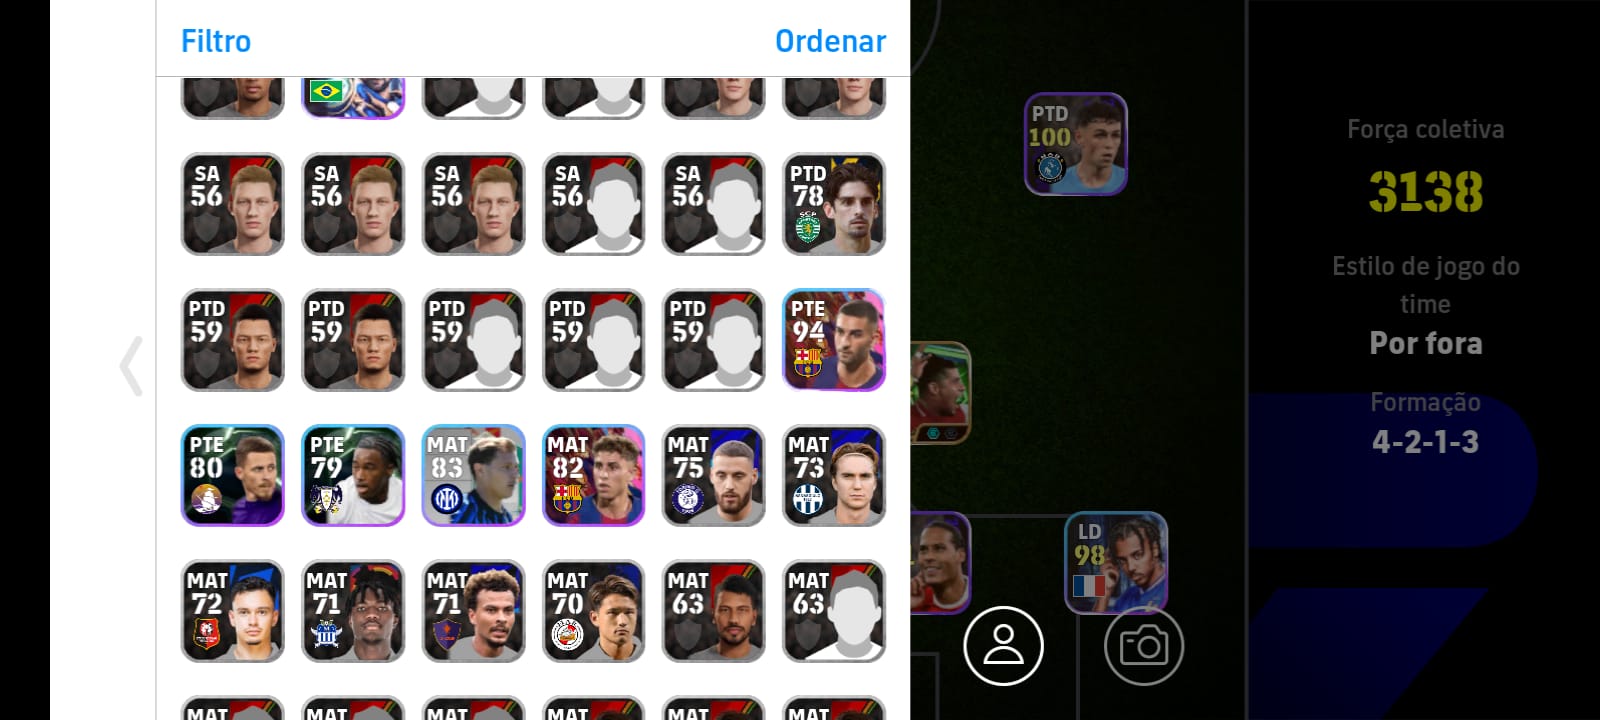 Filtro
Ordenar
SA
56
SA
56
SA
56
SA
56
SA
56
PTD
78
SCP
PTD
59
PTD
59
PTD
59
PTD
59
PTD
59
PTE
94
PTE
80
PTE
79
MAT
83
MAT
82
MAT
75
MAT
73
MAT
72
MAT
71
MAT
71
MAT
70
MAT
63
MAT
63
MAT
MAT
MAT
MAT
MAT
MAT
PTD
100
LD
98
Força coletiva
3138
Estilo de jogo do
time
Por fora
Formação
4-2-1-3